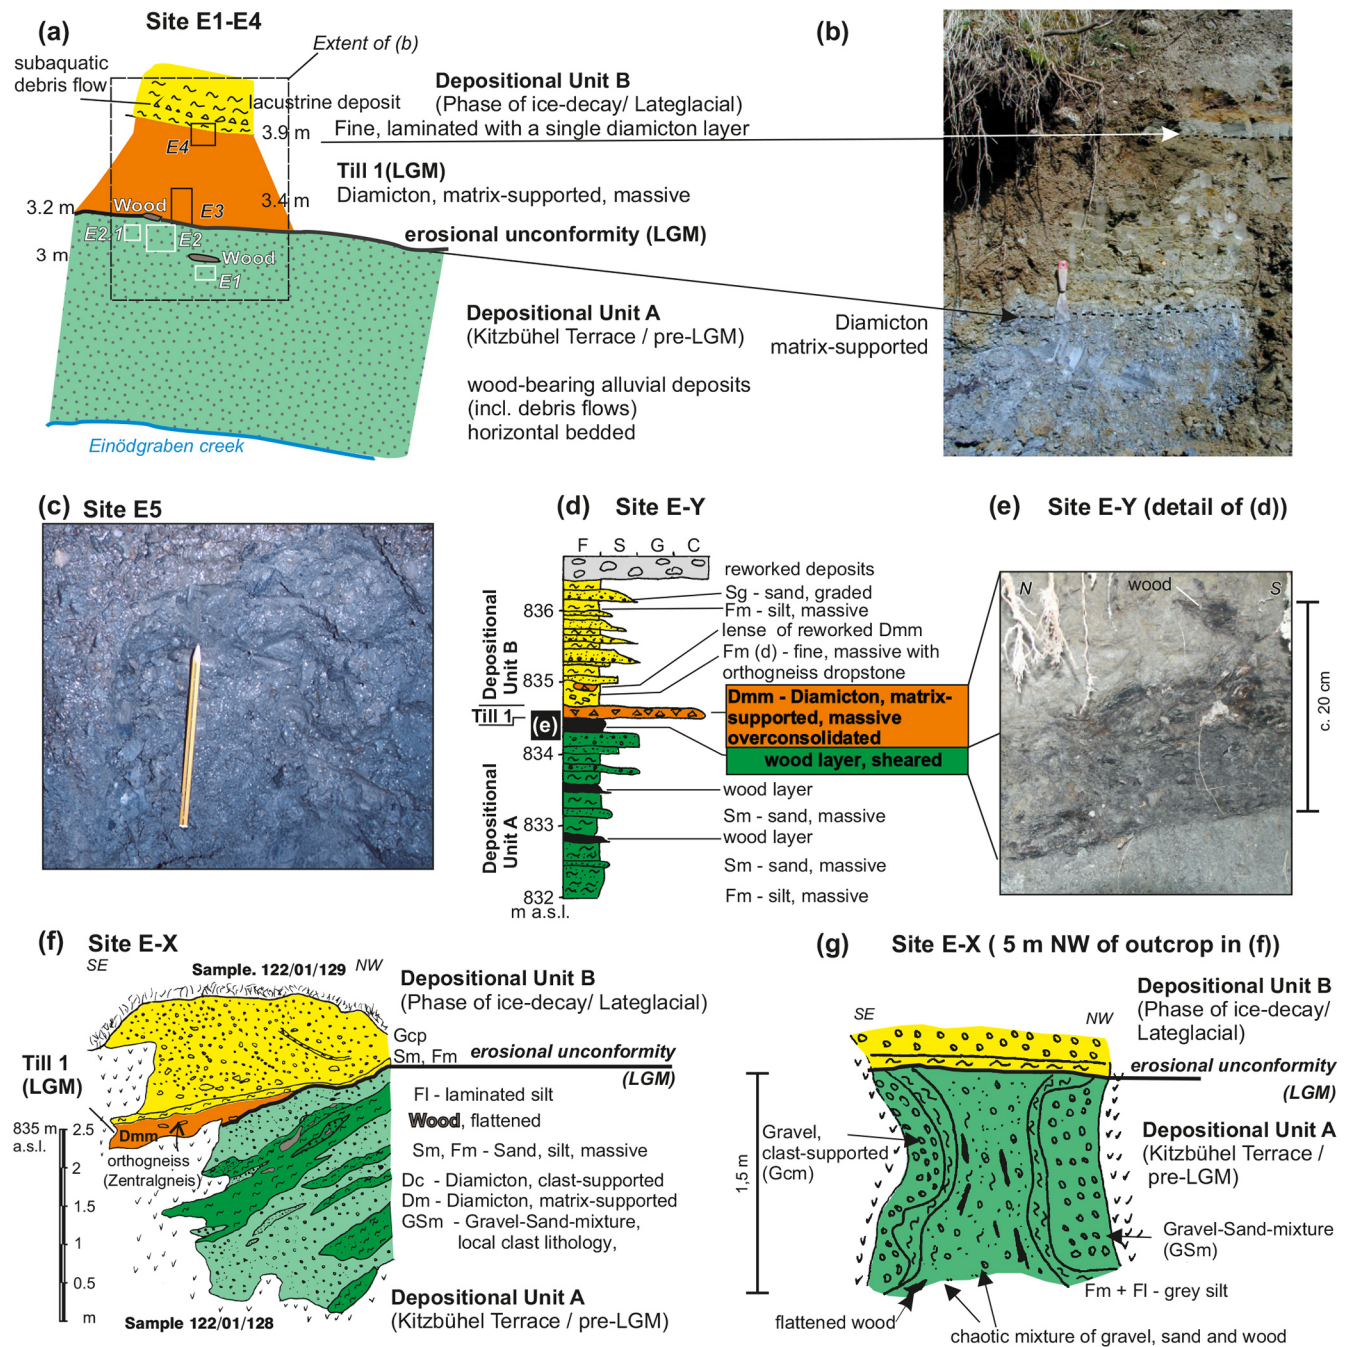 (a)
Site E1-E4
Extent of (b)
subaquatic
debris flow
lacustrine deposit
3.9 m
E4
Depositional Unit B
(Phase of ice-decay/ Lateglacial)
Fine, laminated with a single diamicton layer
Till 1(LGM)
Diamicton, matrix-supported, massive
3.2 m
Wood
E3
3.4 m
E2.1
E2
erosional unconformity (LGM)
3 m
Wood
E1
Depositional Unit A
(Kitzbühel Terrace / pre-LGM)
wood-bearing alluvial deposits
(incl. debris flows)
horizontal bedded
Einödgraben creek
(b)
Diamicton
matrix-supported
(c)
Site E5
(d)
Site E-Y
F S G C
reworked deposits
Sg - sand, graded
Fm - silt, massive
lense of reworked Dmm
Fm (d) - fine, massive with
orthogneiss dropstone
Dmm - Diamicton, matrix-
supported, massive
overconsolidated
wood layer, sheared
wood layer
Sm - sand, massive
wood layer
Sm - sand, massive
Fm - silt, massive
836
835
834
833
832
m a.s.l.
Depositional
Unit B
Till 1
(e)
Depositional
Unit A
(e)
Site E-Y (detail of (d))
wood
N
S
c. 20 cm
(f)
Site E-X
SE
Sample. 122/01/129
NW
Depositional Unit B
(Phase of ice-decay/ Lateglacial)
Gcp
Sm, Fm
erosional unconformity
(LGM)
Till 1
(LGM)
Fl - laminated silt
Wood, flattened
Sm, Fm - Sand, silt, massive
Dc - Diamicton, clast-supported
Dm - Diamicton, matrix-supported
GSm - Gravel-Sand-mixture,
local clast lithology,
835 m
a.s.l.
2.5
2
1.5
1
0.5
m
Dmm
orthogneiss
(Zentralgneis)
Depositional Unit A
(Kitzbühel Terrace / pre-LGM)
Sample 122/01/128
(g)
Site E-X ( 5 m NW of outcrop in (f))
Depositional Unit B
(Phase of ice-decay/
Lateglacial)
SE
NW
erosional unconformity
(LGM)
Depositional Unit A
(Kitzbühel Terrace /
pre-LGM)
1,5 m
Gravel,
clast-supported
(Gcm)
Gravel-Sand-mixture
(GSm)
Fm + Fl - grey silt
flattened wood
chaotic mixture of gravel, sand and wood